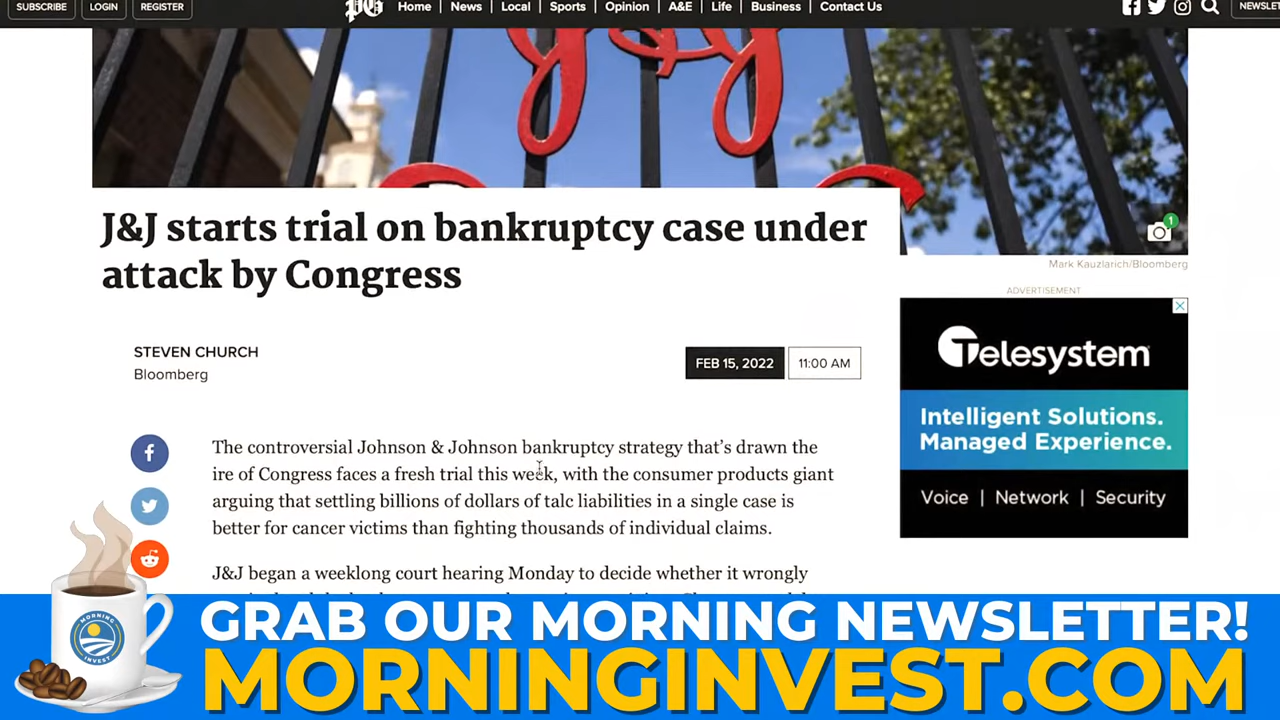 SUBSCRIBE LOGIN REGISTER PG Home | News | Local | Sports | Opinion | A&E | Life | Business | Contact Us NEWSLET
J&J starts trial on bankruptcy case under
attack by Congress
1
Mark Kauzlarich/Bloomberg
ADVERTISEMENT
STEVEN CHURCH
Bloomberg
FEB 15, 2022 11:00 AM
Telesystem
Intelligent Solutions.
Managed Experience.
Voice | Network | Security
The controversial Johnson & Johnson bankruptcy strategy that's drawn the
ire of Congress faces a fresh trial this week, with the consumer products giant
arguing that settling billions of dollars of talc liabilities in a single case is
better for cancer victims than fighting thousands of individual claims.
J&J began a weeklong court hearing Monday to decide whether it wrongly
MORNING
INVEST
GRAB OUR MORNING NEWSLETTER!
MORNINGINVEST.COM